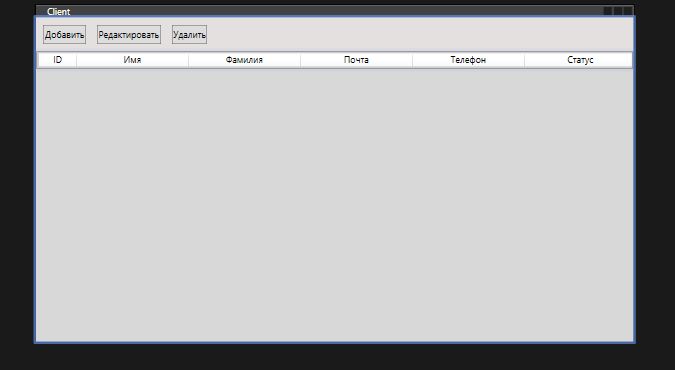 Client
Добавить Редактировать Удалить
ID Имя Фамилия Почта Телефон Статус